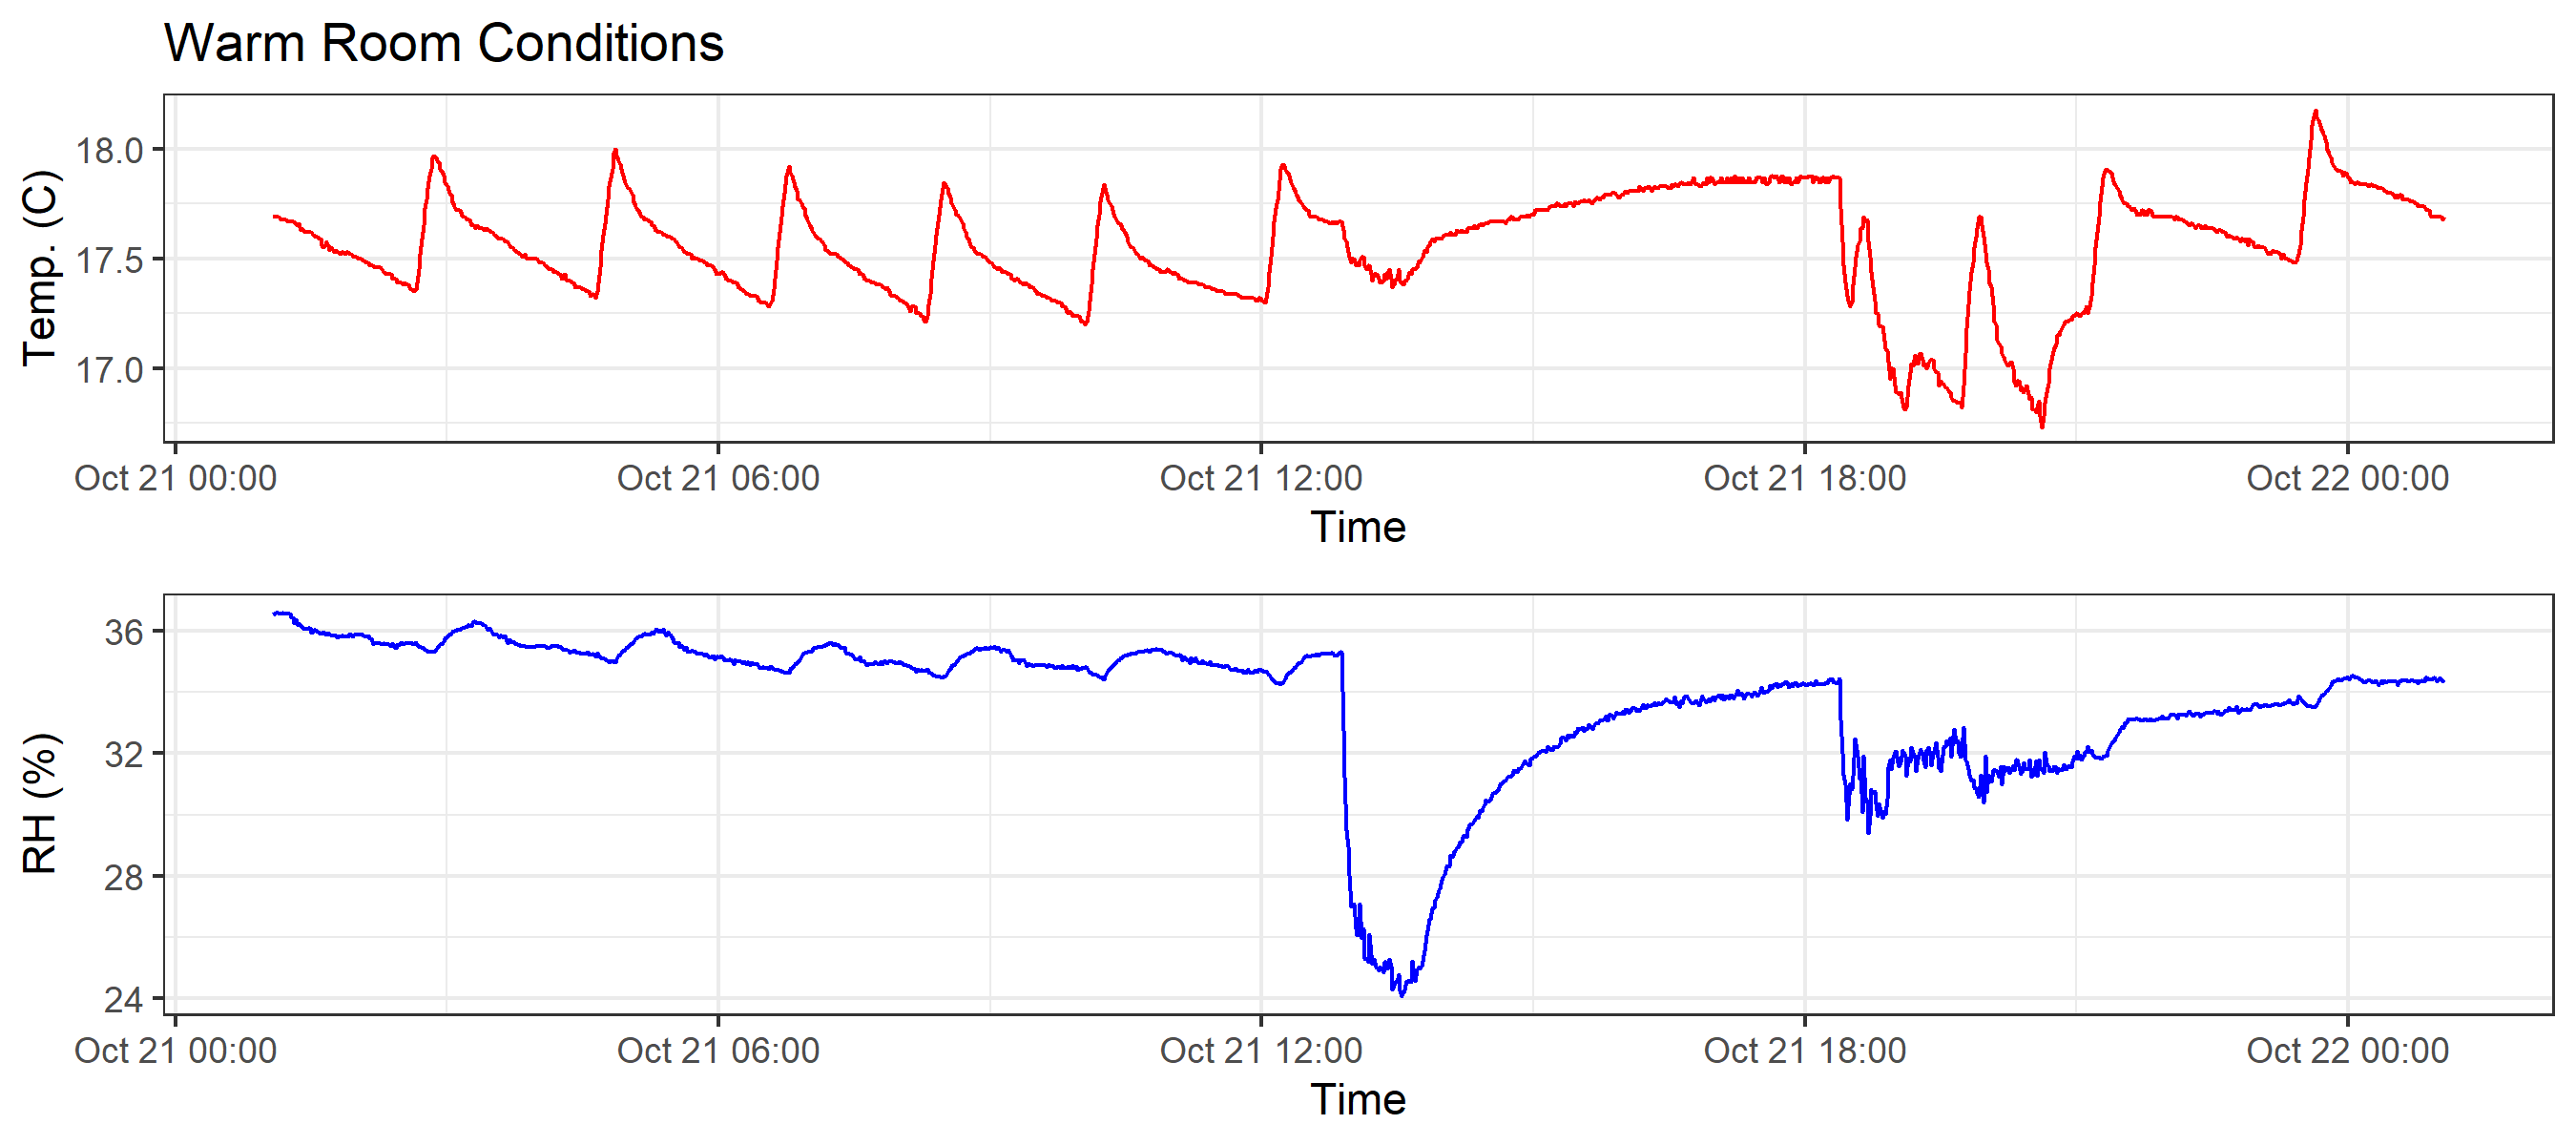 Warm Room Conditions
Temp. (C)
18.0
17.5
17.0
Oct 21 00:00 Oct 21 06:00 Oct 21 12:00 Oct 21 18:00 Oct 22 00:00
Time
RH (%)
36
32
28
24
Oct 21 00:00 Oct 21 06:00 Oct 21 12:00 Oct 21 18:00 Oct 22 00:00
Time